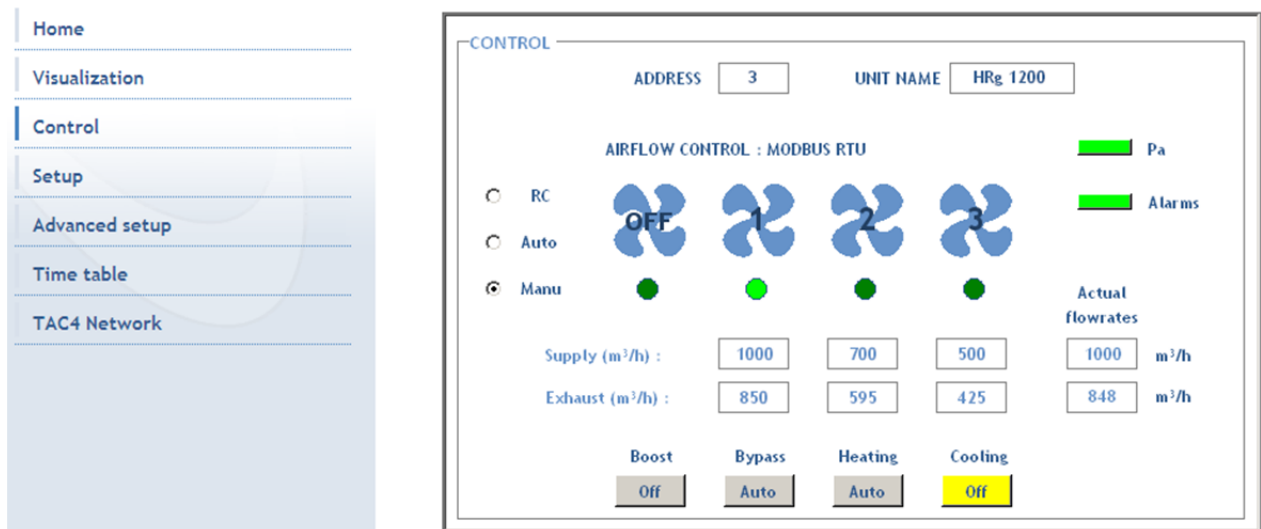 Home
Visualization
Control
Setup
Advanced setup
Time table
TAC4 Network
CONTROL
ADDRESS 3 UNIT NAME HRg 1200
AIRFLOW CONTROL : MODBUS RTU
Pa
RC OFF 1 2 3 Alarms
Auto
Manu
Actual
flowrates
Supply (m³/h) : 1000 700 500 1000 m³/h
Exhaust (m³/h) : 850 595 425 848 m³/h
Boost Bypass Heating Cooling
Off Auto Auto Off